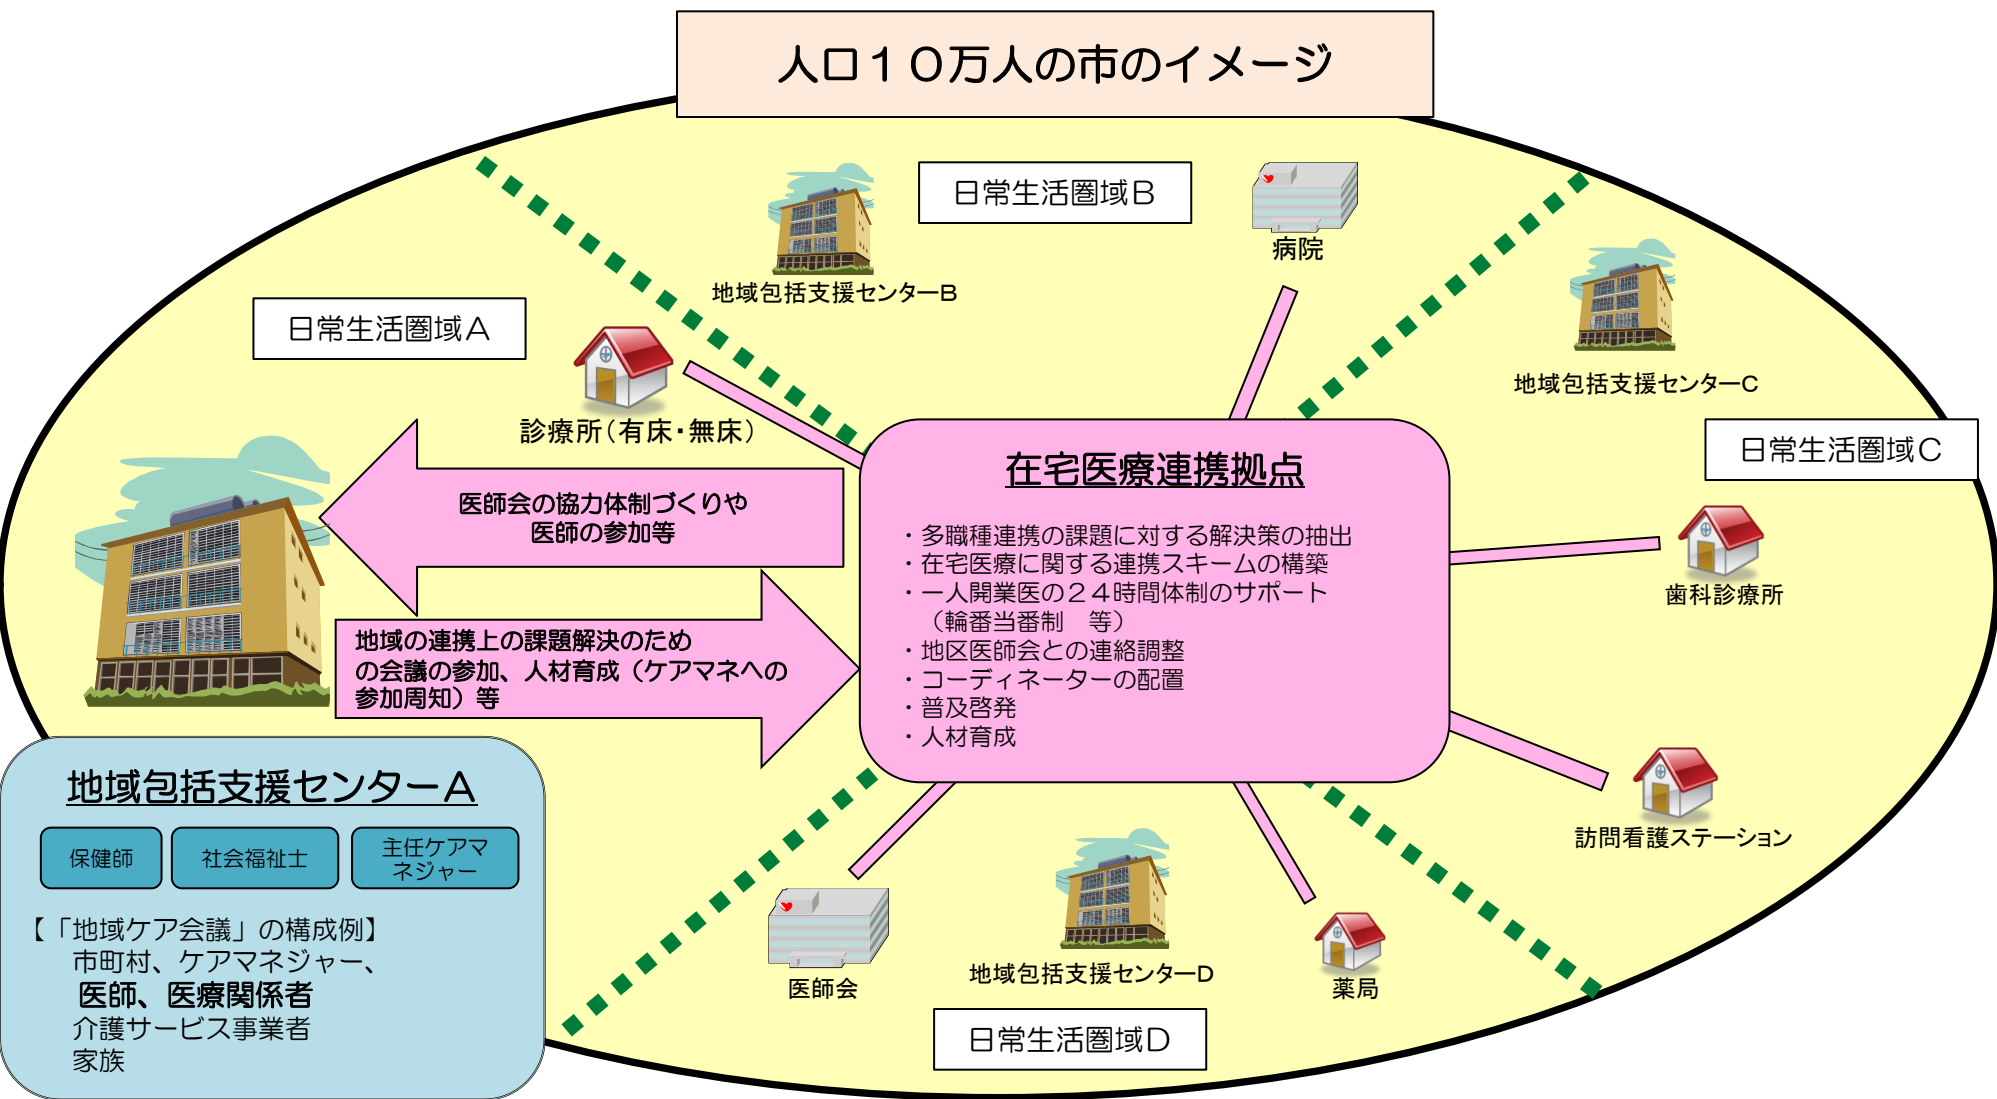 人口１０万人の市のイメージ
日常生活圏域Ｂ
病院
地域包括支援センターB
日常生活圏域Ａ
診療所（有床・無床）
地域包括支援センターC
日常生活圏域Ｃ
医師会の協力体制づくりや
医師の参加等
地域の連携上の課題解決のため
の会議の参加、人材育成（ケアマネへの
参加周知）等
在宅医療連携拠点
・多職種連携の課題に対する解決策の抽出
・在宅医療に関する連携スキームの構築
・一人開業医の２４時間体制のサポート
（輪番当番制　等）
・地区医師会との連絡調整
・コーディネーターの配置
・普及啓発
・人材育成
歯科診療所
訪問看護ステーション
地域包括支援センターＡ
保健師
社会福祉士
主任ケアマ
ネジャー
【「地域ケア会議」の構成例】
市町村、ケアマネジャー、
医師、医療関係者
介護サービス事業者
家族
医師会
地域包括支援センターD
薬局
日常生活圏域Ｄ